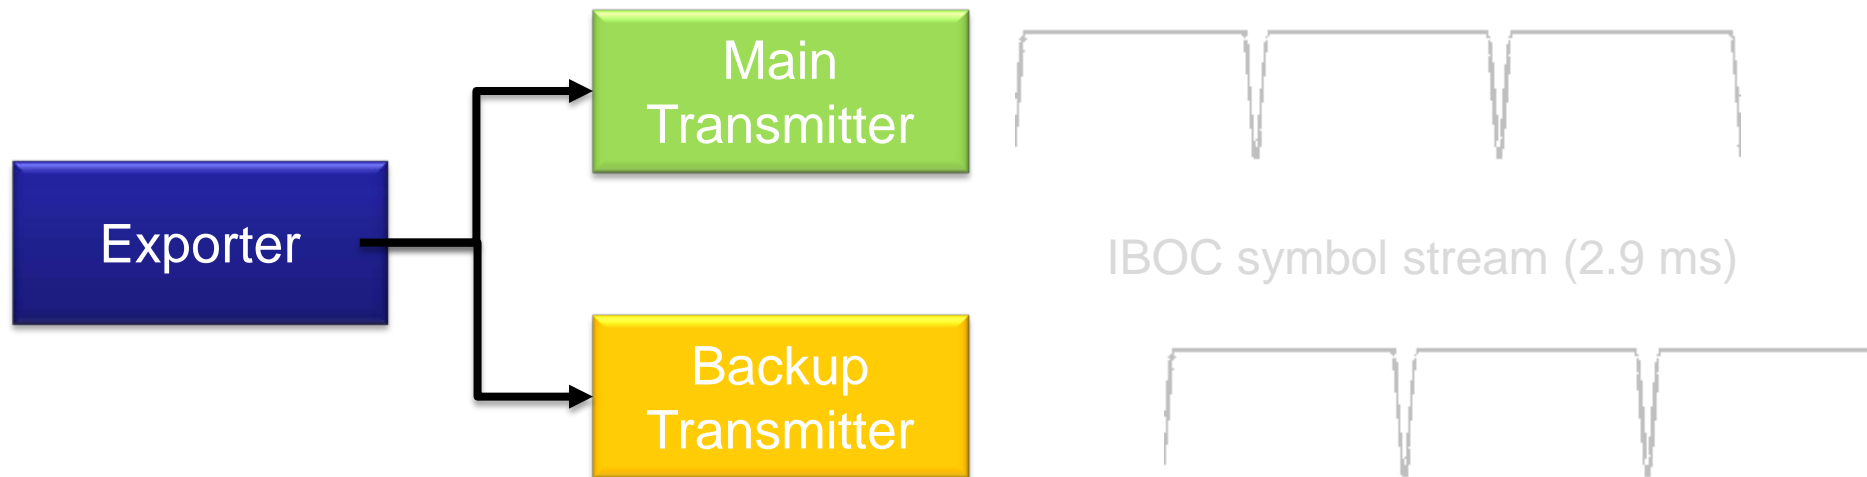 Main
Transmitter
Exporter
IBOC symbol stream (2.9 ms)
Backup
Transmitter